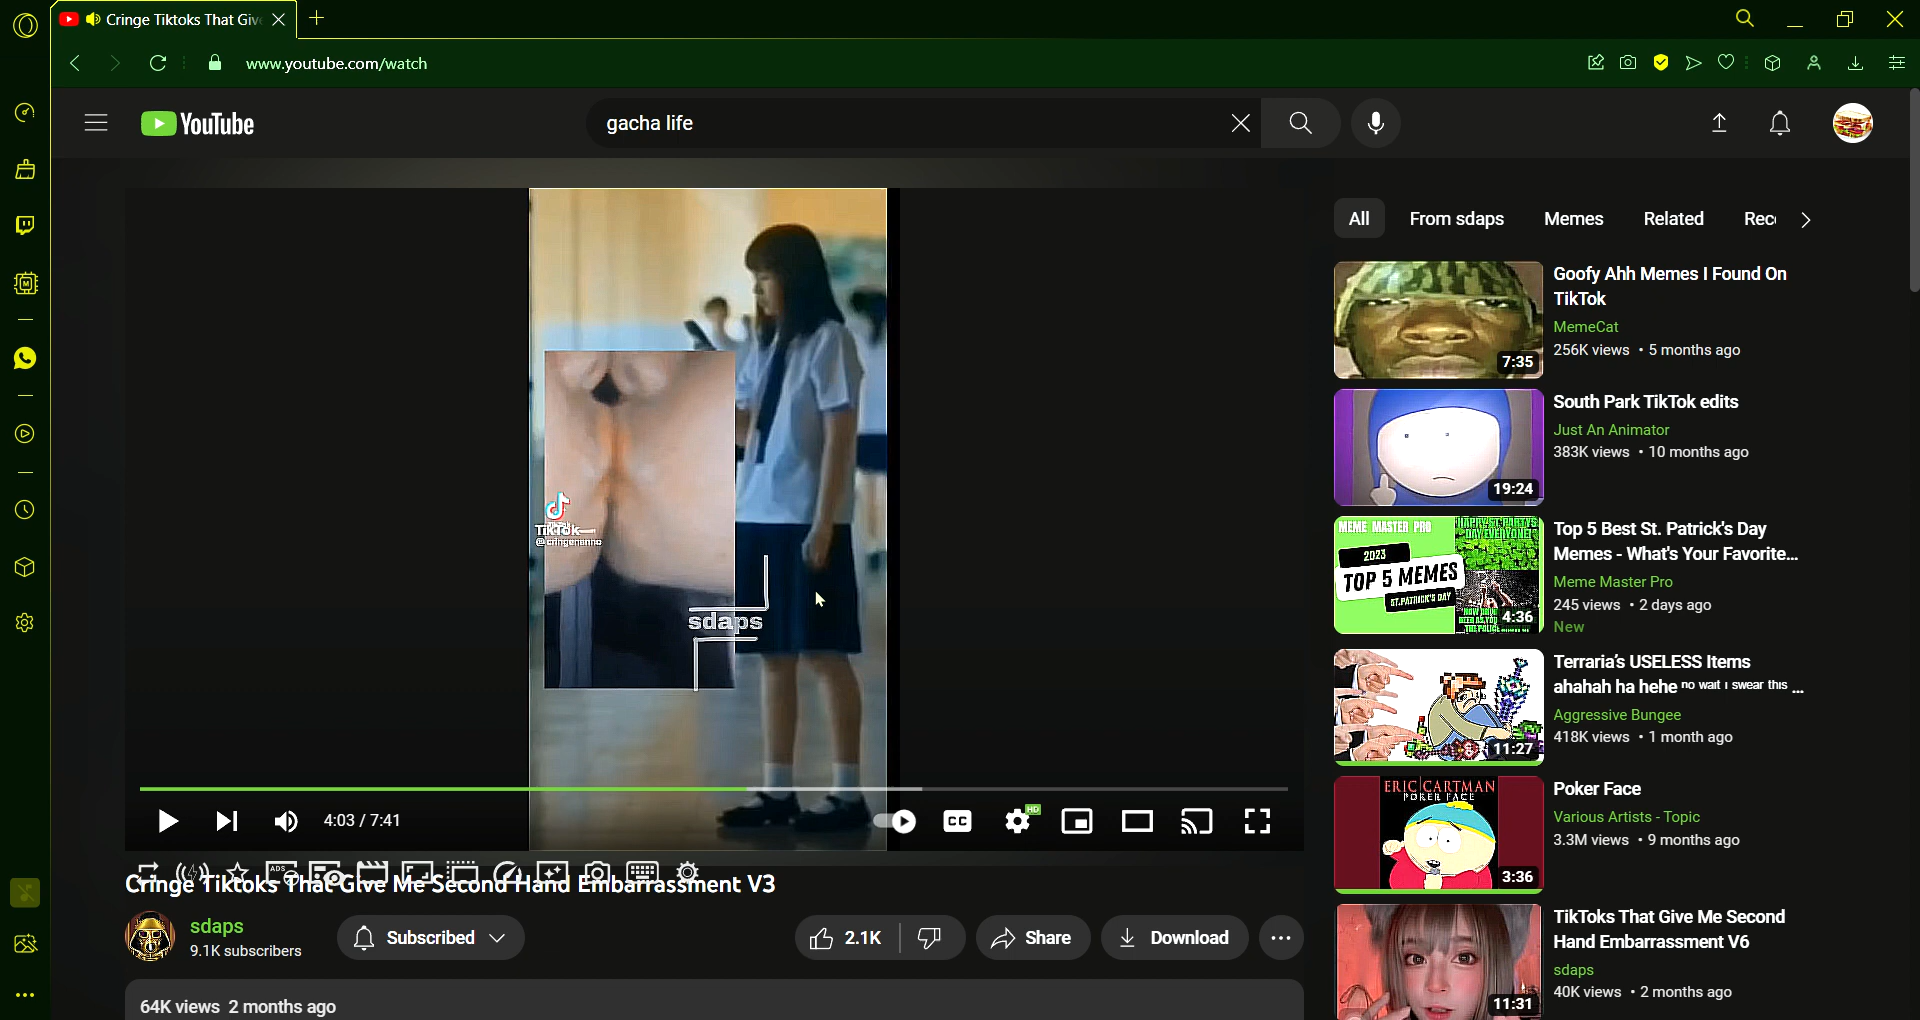 Cringe Tiktoks That Giv
www.youtube.com/watch
YouTube
gacha life
TikTok
@cringenanno
sdaps
4:03 / 7:41
CC
HD
ADS
Cringe Tiktoks That Give Me Second Hand Embarrassment V3
sdaps
9.1K subscribers
Subscribed
2.1K
Share
Download
64K views 2 months ago
All
From sdaps
Memes
Related
Rec
7:35
Goofy Ahh Memes I Found On
TikTok
MemeCat
256K views • 5 months ago
19:24
South Park TikTok edits
Just An Animator
383K views • 10 months ago
MEME MASTER PRO
2023
TOP 5 MEMES
ST.PATRICK'S DAY
4:36
Top 5 Best St. Patrick's Day
Memes - What's Your Favorite...
Meme Master Pro
245 views • 2 days ago
New
11:27
Terraria's USELESS Items
ahahah ha hehe no wait I swear this ...
Aggressive Bungee
418K views • 1 month ago
ERIC CARTMAN
POKER FACE
3:36
Poker Face
Various Artists - Topic
3.3M views • 9 months ago
11:31
TikToks That Give Me Second
Hand Embarrassment V6
sdaps
40K views • 2 months ago